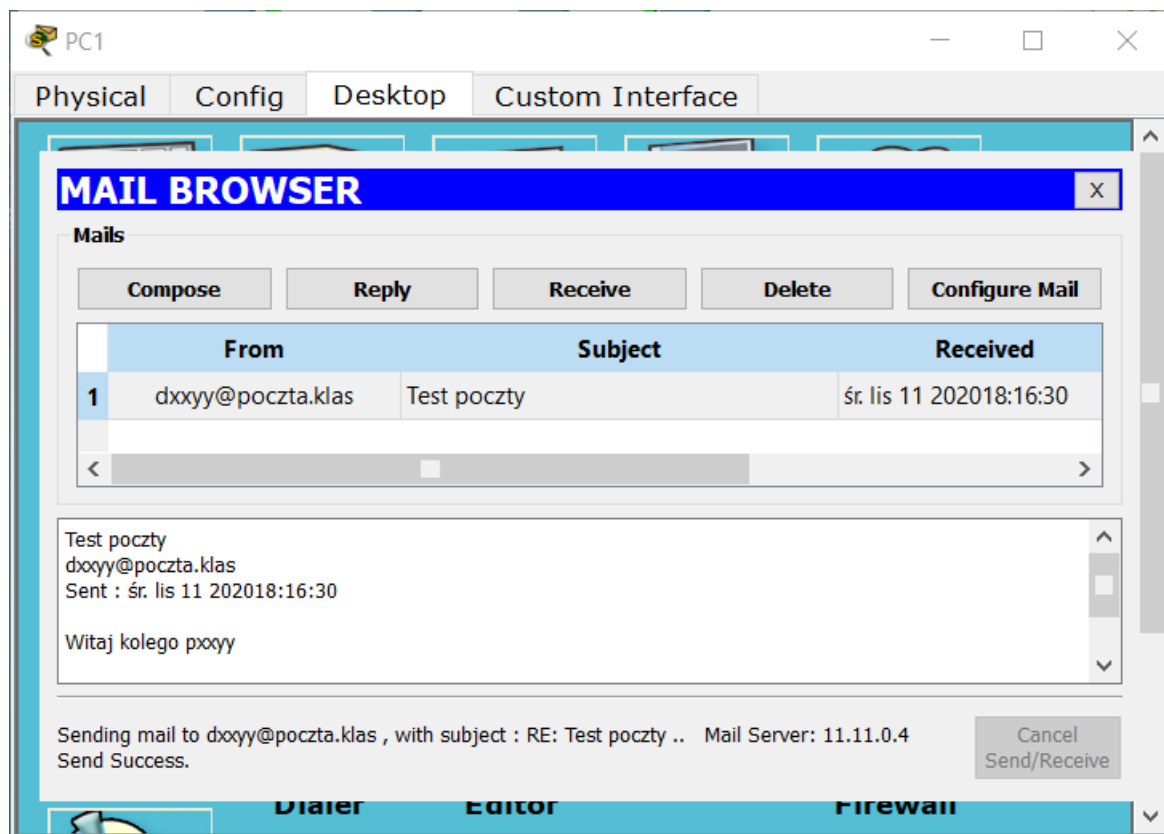 PC1
Physical Config Desktop Custom Interface
MAIL BROWSER X
Mails
Compose Reply Receive Delete Configure Mail
From Subject Received
1 dxxyy@poczta.klas Test poczty śr. lis 11 202018:16:30
Test poczty
dxxyy@poczta.klas
Sent : śr. lis 11 202018:16:30
Witaj kolego pxxyy
Sending mail to dxxyy@poczta.klas , with subject : RE: Test poczty .. Mail Server: 11.11.0.4
Send Success.
Cancel
Send/Receive
Dialer Editor Firewall